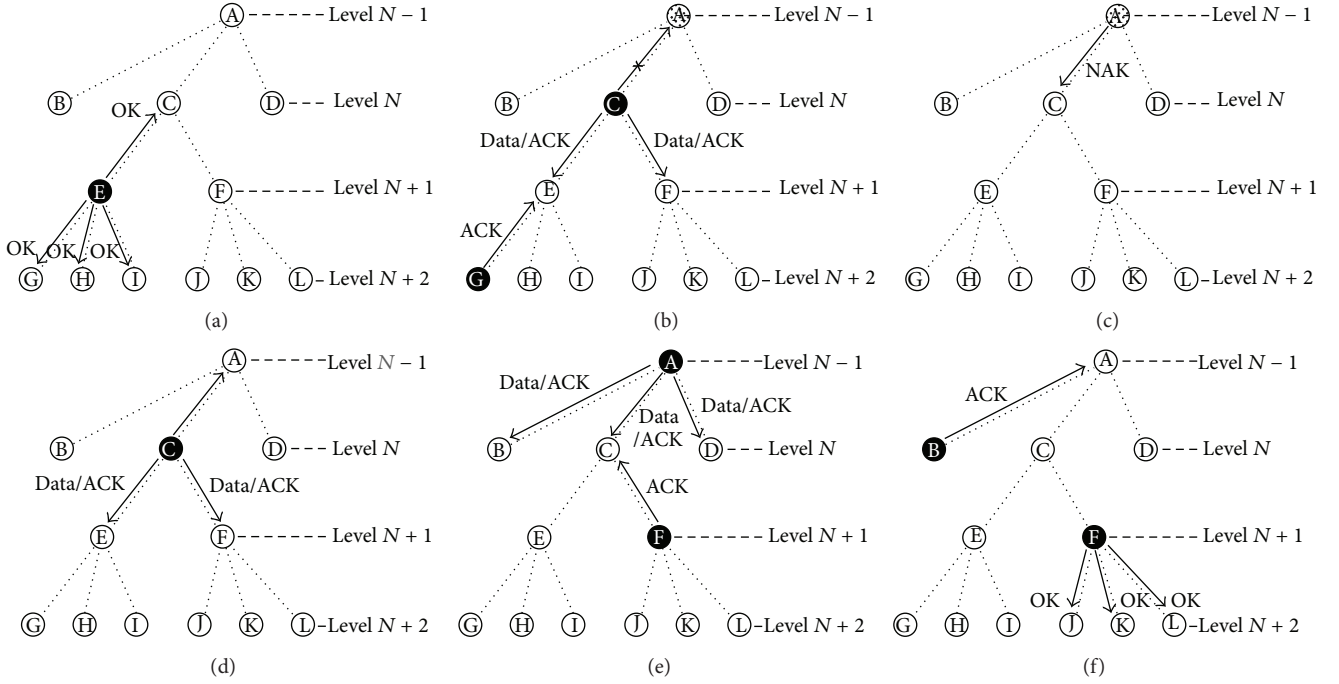 A Level N − 1
B C D Level N
OK
E F Level N + 1
OK OK OK
G H I J K L Level N + 2
(a)
A Level N − 1
B C D Level N
Data/ACK Data/ACK
E F Level N + 1
ACK
G H I J K L Level N + 2
(b)
A Level N − 1
NAK
B C D Level N
E F Level N + 1
G H I J K L Level N + 2
(c)
A Level N − 1
B C D Level N
Data/ACK Data/ACK
E F Level N + 1
G H I J K L Level N + 2
(d)
A Level N − 1
Data/ACK Data/ACK
Data
/ACK
B C D Level N
ACK
E F Level N + 1
G H I J K L Level N + 2
(e)
A Level N − 1
ACK
B C D Level N
E F Level N + 1
OK OK OK
G H I J K L Level N + 2
(f)